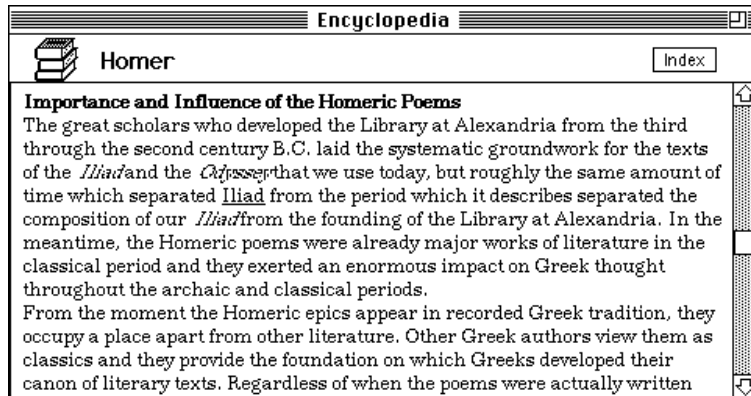 Encyclopedia
Homer
Index
Importance and Influence of the Homeric Poems
The great scholars who developed the Library at Alexandria from the third
through the second century B.C. laid the systematic groundwork for the texts
of the Iliad and the Odyssey that we use today, but roughly the same amount of
time which separated Iliad from the period which it describes separated the
composition of our Iliad from the founding of the Library at Alexandria. In the
meantime, the Homeric poems were already major works of literature in the
classical period and they exerted an enormous impact on Greek thought
throughout the archaic and classical periods.
From the moment the Homeric epics appear in recorded Greek tradition, they
occupy a place apart from other literature. Other Greek authors view them as
classics and they provide the foundation on which Greeks developed their
canon of literary texts. Regardless of when the poems were actually written